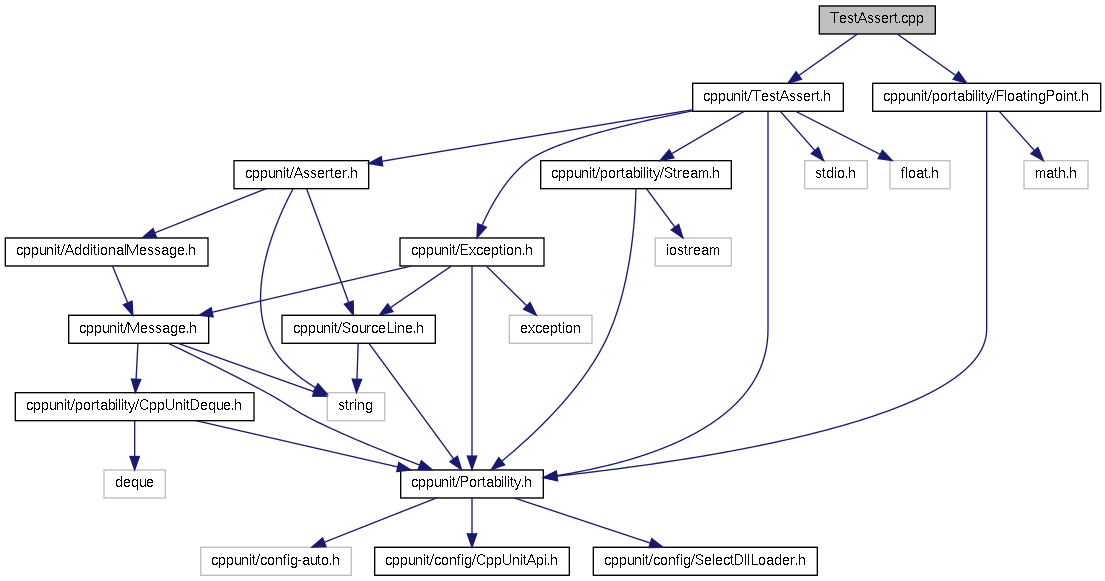 TestAssert.cpp
cppunit/TestAssert.h
cppunit/portability/FloatingPoint.h
cppunit/Asserter.h
cppunit/portability/Stream.h
stdio.h
float.h
math.h
cppunit/AdditionalMessage.h
cppunit/Exception.h
iostream
cppunit/Message.h
cppunit/SourceLine.h
exception
cppunit/portability/CppUnitDeque.h
string
deque
cppunit/Portability.h
cppunit/config-auto.h
cppunit/config/CppUnitApi.h
cppunit/config/SelectDllLoader.h